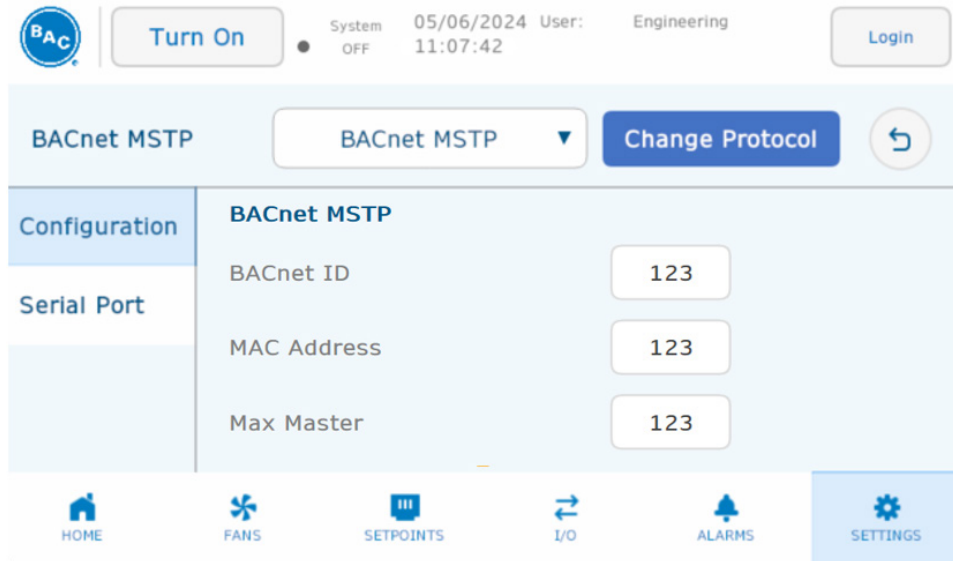 BAC
Turn On
System
OFF
05/06/2024
11:07:42
User:
Engineering
Login
BACnet MSTP
BACnet MSTP
Change Protocol
Configuration
Serial Port
BACnet MSTP
BACnet ID 123
MAC Address 123
Max Master 123
HOME
FANS
SETPOINTS
I/O
ALARMS
SETTINGS